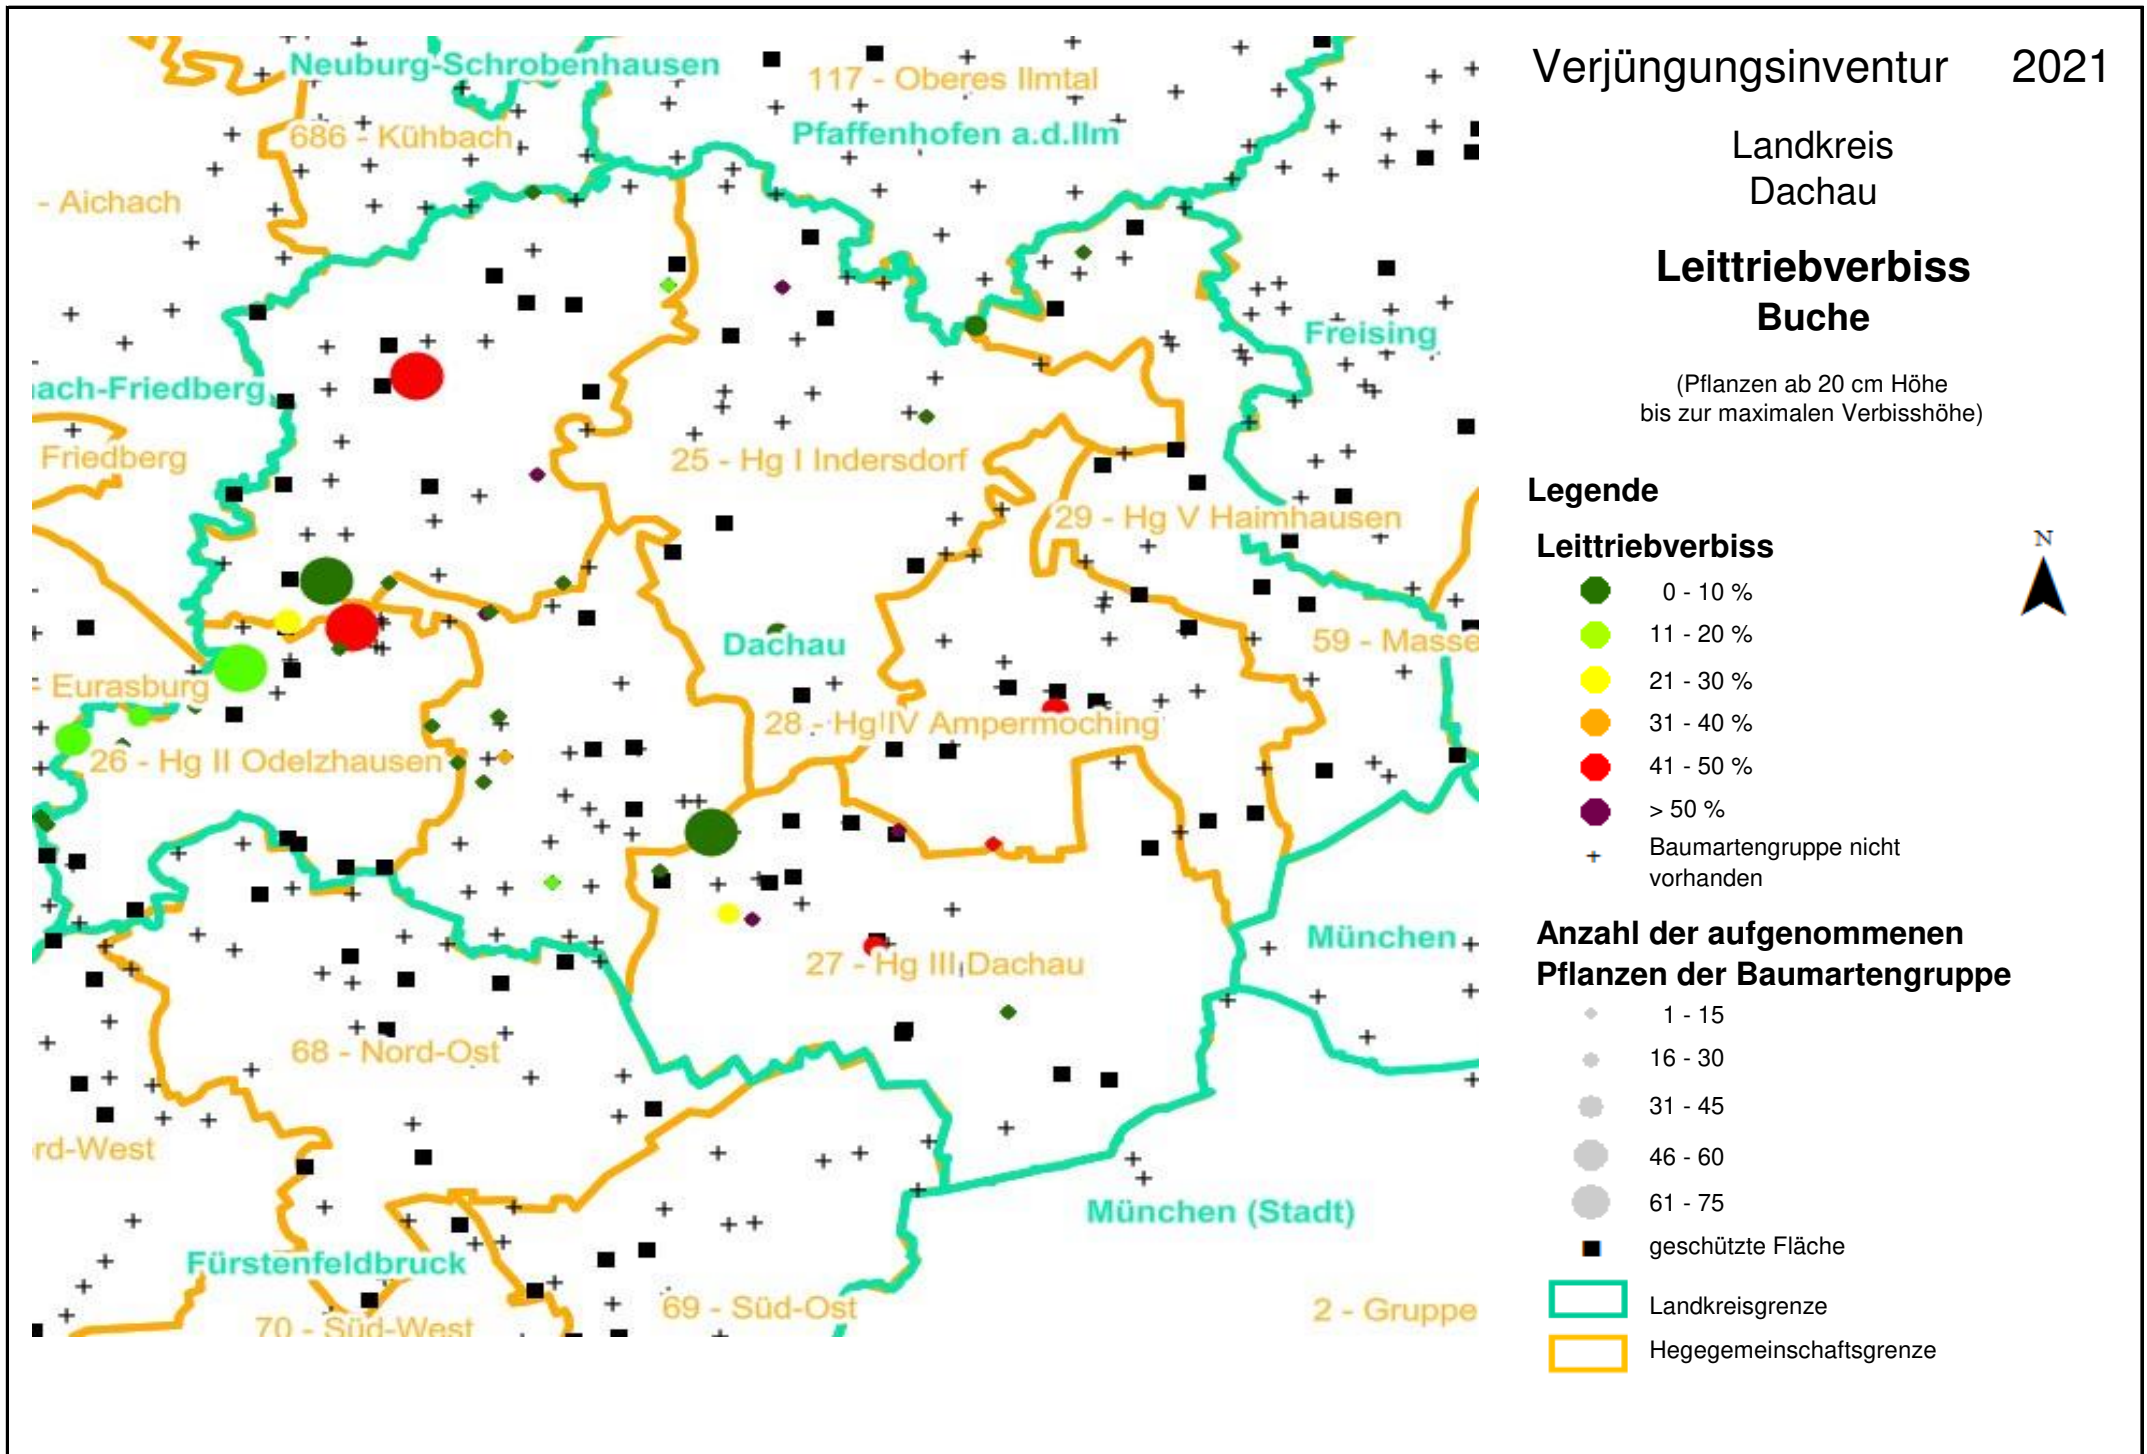 Verjüngungsinventur 2021
Landkreis
Dachau
Leittriebverbiss
Buche
(Pflanzen ab 20 cm Höhe
bis zur maximalen Verbisshöhe)
Legende
Leittriebverbiss
0 - 10 %
11 - 20 %
21 - 30 %
31 - 40 %
41 - 50 %
> 50 %
Baumartengruppe nicht
vorhanden
Anzahl der aufgenommenen
Pflanzen der Baumartengruppe
1 - 15
16 - 30
31 - 45
46 - 60
61 - 75
geschützte Fläche
Landkreisgrenze
Hegegemeinschaftsgrenze
N
Neuburg-Schrobenhausen
117 - Oberes Ilmtal
686 - Kühbach
Pfaffenhofen a.d.Ilm
- Aichach
Freising
ach-Friedberg
Friedberg
25 - Hg I Indersdorf
29 - Hg V Haimhausen
Dachau
59 - Masse
- Eurasburg
28 - Hg IV Ampermoching
26 - Hg II Odelzhausen
München
27 - Hg III Dachau
68 - Nord-Ost
rd-West
München (Stadt)
Fürstenfeldbruck
69 - Süd-Ost
2 - Gruppe
70 - Süd-West